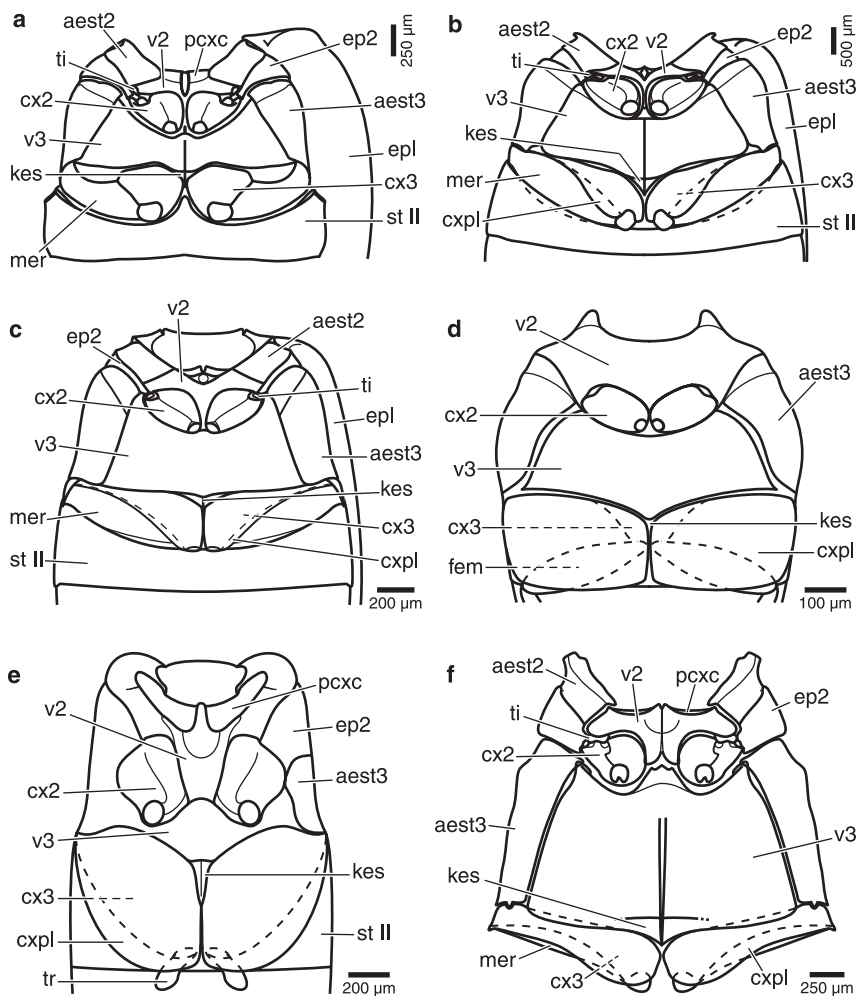 a
aest2
v2
pcxc
ep2
250 µm
ti
cx2
aest3
v3
epl
kes
cx3
st II
mer
b
aest2
cx2
v2
ep2
500 µm
ti
v3
aest3
kes
epl
mer
cx3
cxpl
st II
c
v2
aest2
ep2
ti
cx2
epl
v3
aest3
kes
mer
cx3
st II
cxpl
200 µm
d
v2
aest3
cx2
v3
cx3
kes
fem
cxpl
100 µm
e
pcxc
v2
ep2
cx2
aest3
v3
kes
cx3
cxpl
st II
tr
200 µm
f
aest2
v2
pcxc
ep2
ti
cx2
aest3
v3
kes
mer
cx3
cxpl
250 µm